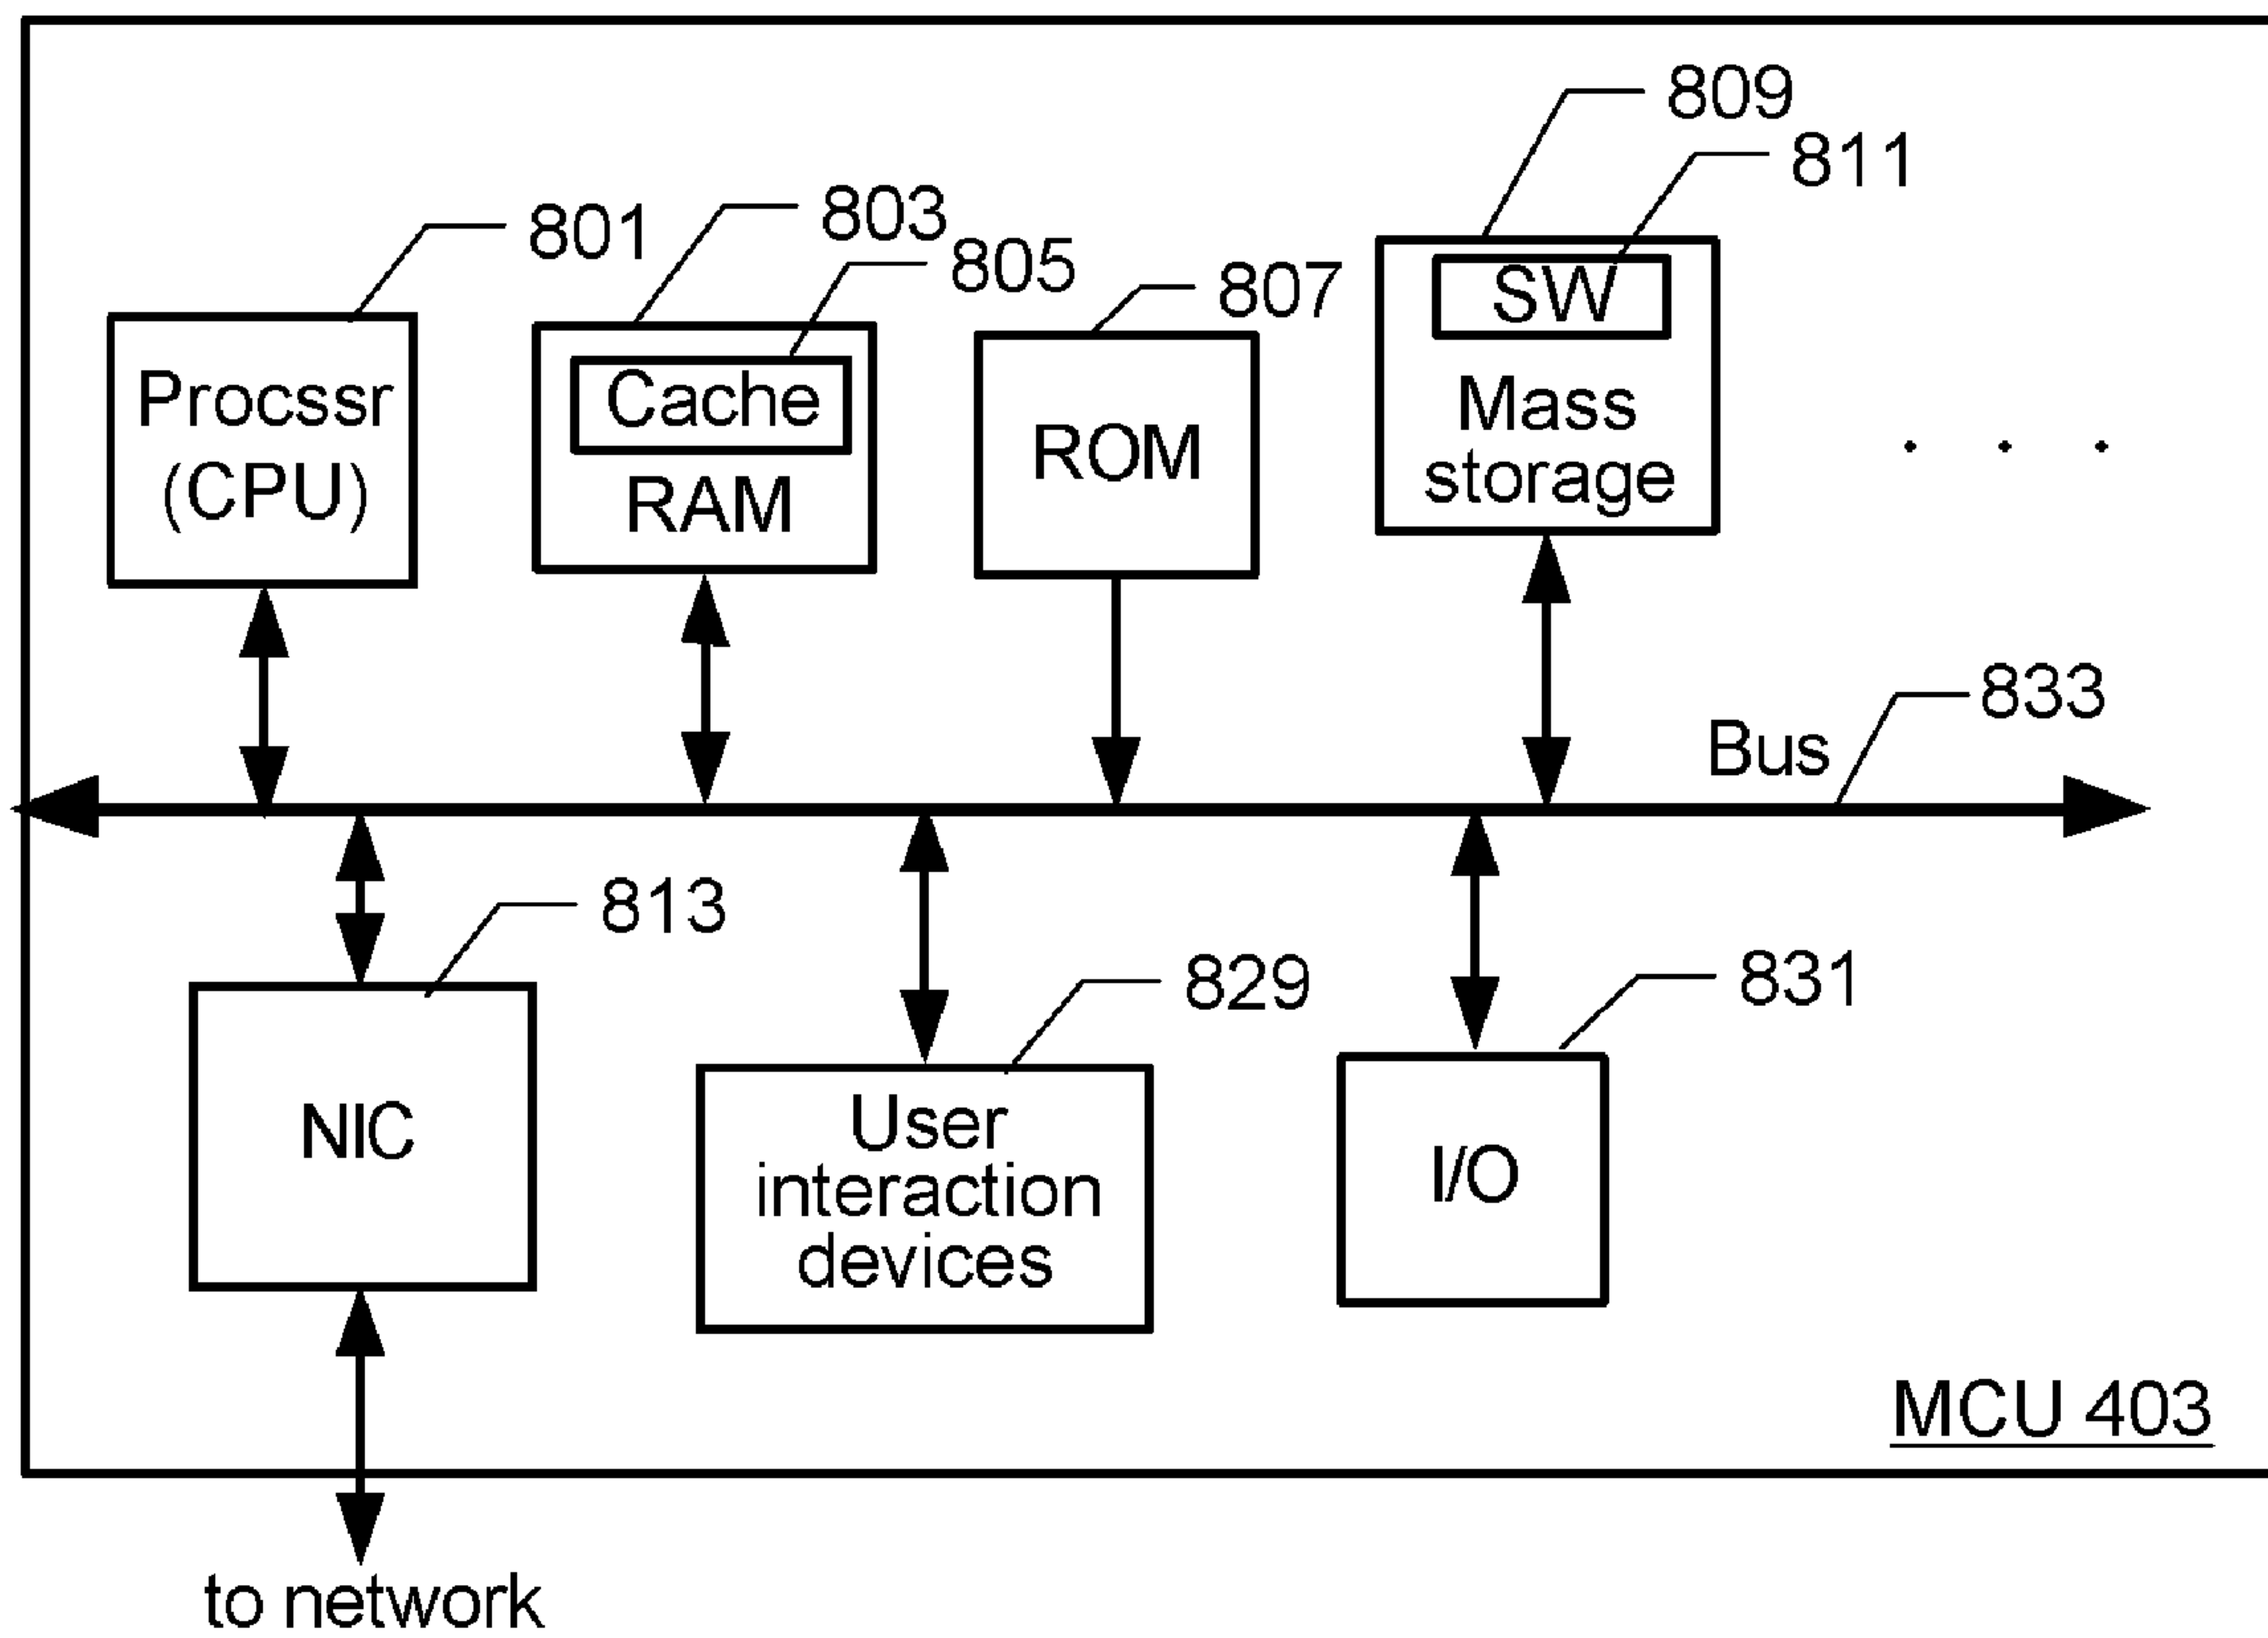 809
811
801
803
805
807
SW
Cache
Procssr
(CPU)
RAM
ROM
Mass
storage
. . .
833
Bus
813
829
831
NIC
User
interaction
devices
I/O
MCU 403
to network